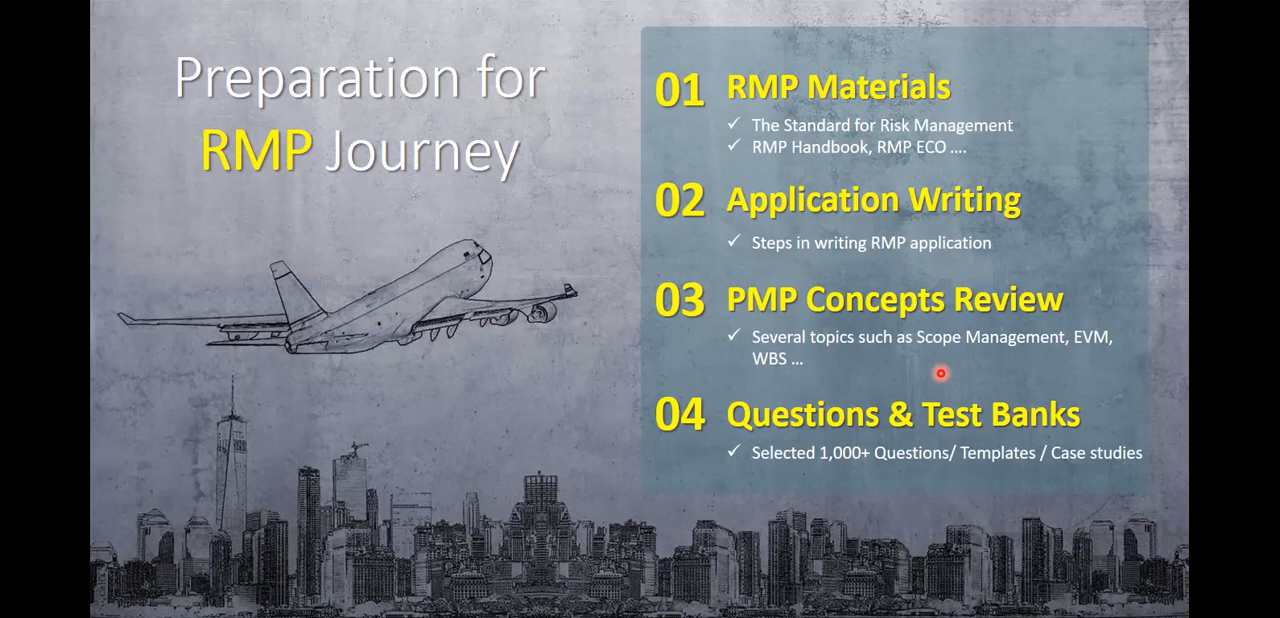 Preparation for
RMP Journey
01 RMP Materials
✓ The Standard for Risk Management
✓ RMP Handbook, RMP ECO ....
02 Application Writing
✓ Steps in writing RMP application
03 PMP Concepts Review
✓ Several topics such as Scope Management, EVM,
WBS ...
04 Questions & Test Banks
✓ Selected 1,000+ Questions/ Templates / Case studies